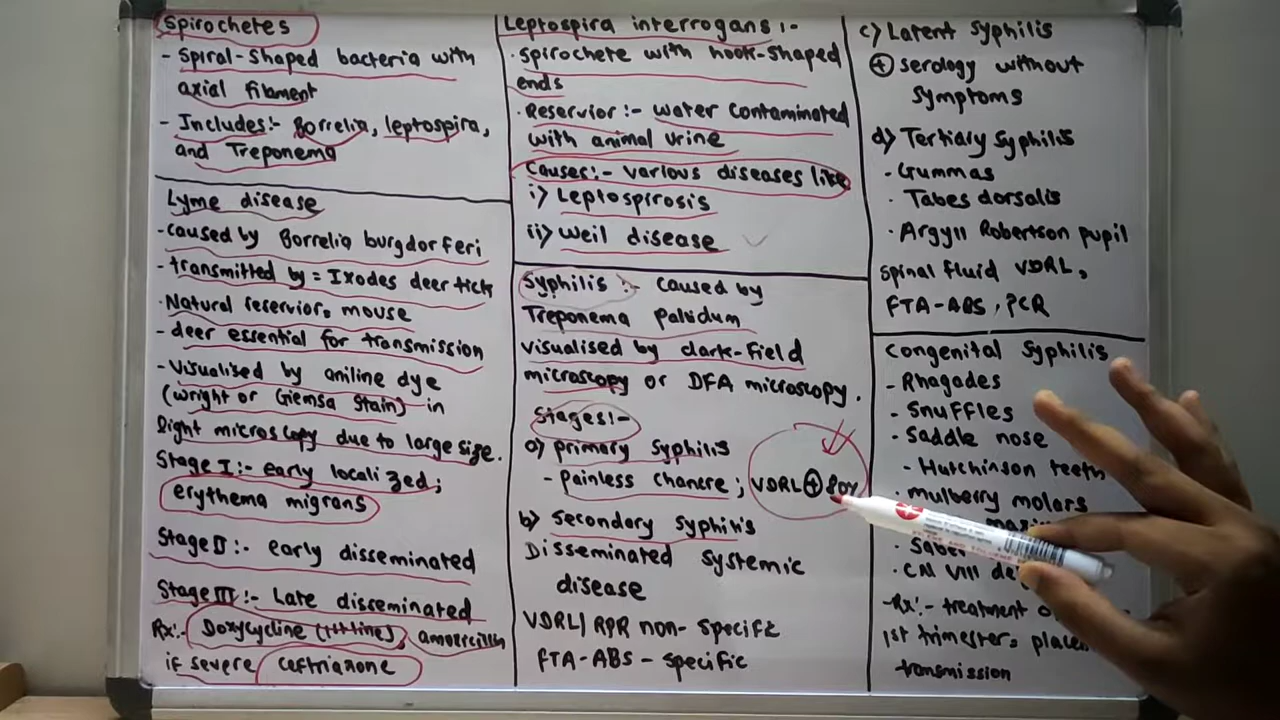 Spirochetes
- Spiral-Shaped bacteria with
axial filament
- Includes:- Borrelia, leptospira,
and Treponema
Lyme disease
- caused by Borrelia burgdorferi
- transmitted by = Ixodes deer tick
· Natural reservior = mouse
- deer essential for transmission
- Visualised by aniline dye
(wright or Giemsa Stain) in
light microscopy due to large size.
Stage I:- early localized;
erythema migrans
Stage II:- early disseminated
Stage III:- Late disseminated
Rx:- Doxycycline (1st line), amoxicillin
if severe ceftriaxone
Leptospira interrogans :-
· Spirochete with hook-shaped
ends
· Reservior:- water contaminated
with animal urine
Causes:- various diseases like
i) Leptospirosis
ii) Weil disease
Syphilis :- caused by
Treponema Palvidum
visualised by dark-field
microscopy or DFA microscopy.
Stages:-
a) primary Syphilis
- painless chancre; VDRL ⊕ 80%
b) Secondary Syphilis
Disseminated Systemic
disease
VDRL/RPR non-specific
FTA-ABS - specific
c) Latent Syphilis
⊕ serology without
symptoms
d) Tertiary Syphilis
· Gummas
· Tabes dorsalis
· Argyll Robertson pupil
Spinal fluid VDRL,
FTA-ABS, PCR
Congenital Syphilis
- Rhagades
- Snuffles
- Saddle nose
- Hutchinson teeth
· mulberry molars
· CN VIII
- Rx:- treatment
1st trimester,
transmission